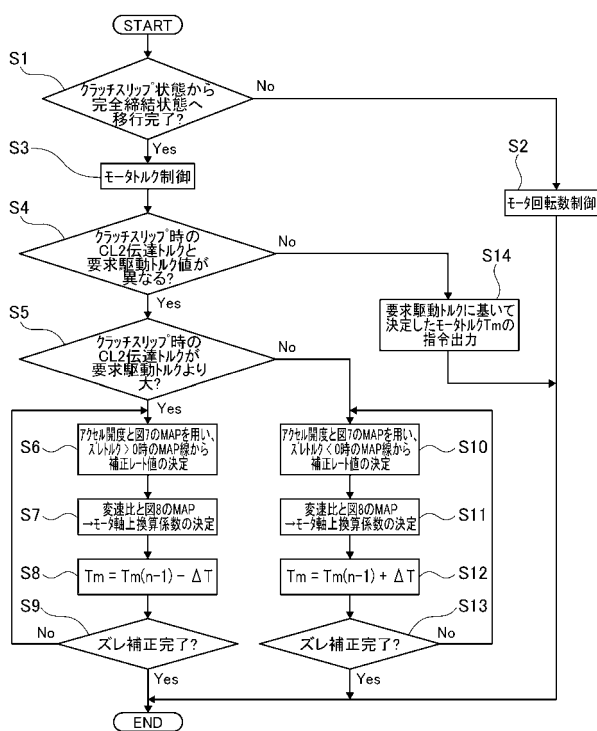 START
S1
クラッチスリップ状態から
完全締結状態へ
移行完了?
No
Yes
S2
モータ回転数制御
S3
モータトルク制御
S4
クラッチスリップ時の
CL2伝達トルクと
要求駆動トルク値が
異なる?
No
Yes
S14
要求駆動トルクに基いて
決定したモータトルクTmの
指令出力
S5
クラッチスリップ時の
CL2伝達トルクが
要求駆動トルクより
大?
No
Yes
S6
アクセル開度と図7のMAPを用い、
ズレトルク>0時のMAP線から
補正レート値の決定
S10
アクセル開度と図7のMAPを用い、
ズレトルク<0時のMAP線から
補正レート値の決定
S7
変速比と図8のMAP
→モータ軸上換算係数の決定
S11
変速比と図8のMAP
→モータ軸上換算係数の決定
S8
Tm = Tm(n-1) - ΔT
S12
Tm = Tm(n-1) + ΔT
S9
ズレ補正完了?
No
Yes
S13
ズレ補正完了?
No
Yes
END